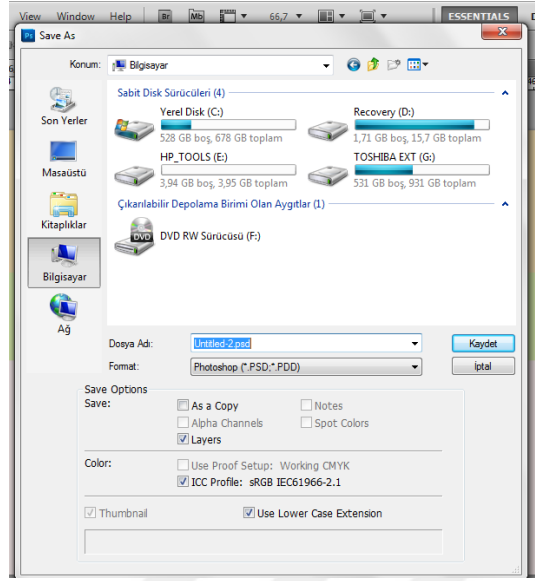 View Window Help Br Mb 66,7 ESSENTIALS
Ps Save As
Konum: Bilgisayar
Son Yerler
Masaüstü
Kitaplıklar
Bilgisayar
Ağ
Sabit Disk Sürücüleri (4)
Yerel Disk (C:)
528 GB boş, 678 GB toplam
Recovery (D:)
1,71 GB boş, 15,7 GB toplam
HP_TOOLS (E:)
3,94 GB boş, 3,95 GB toplam
TOSHIBA EXT (G:)
531 GB boş, 931 GB toplam
Çıkarılabilir Depolama Birimi Olan Aygıtlar (1)
DVD
DVD RW Sürücüsü (F:)
Dosya Adı: Untitled-2.psd Kaydet
Format: Photoshop (*.PSD;*.PDD) İptal
Save Options
Save: As a Copy Notes
Alpha Channels Spot Colors
Layers
Color: Use Proof Setup: Working CMYK
ICC Profile: sRGB IEC61966-2.1
Thumbnail Use Lower Case Extension